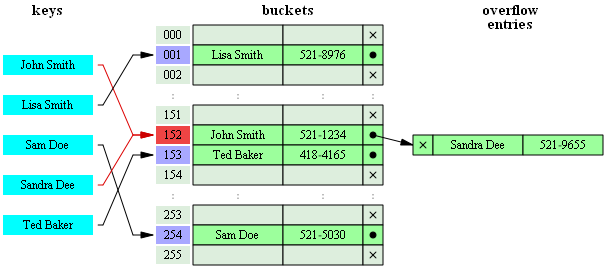 keys
buckets
overflow
entries
000
001 Lisa Smith 521-8976
002
: : : :
151
152 John Smith 521-1234
153 Ted Baker 418-4165
154
: : : :
253
254 Sam Doe 521-5030
255
John Smith
Lisa Smith
Sam Doe
Sandra Dee
Ted Baker
Sandra Dee 521-9655